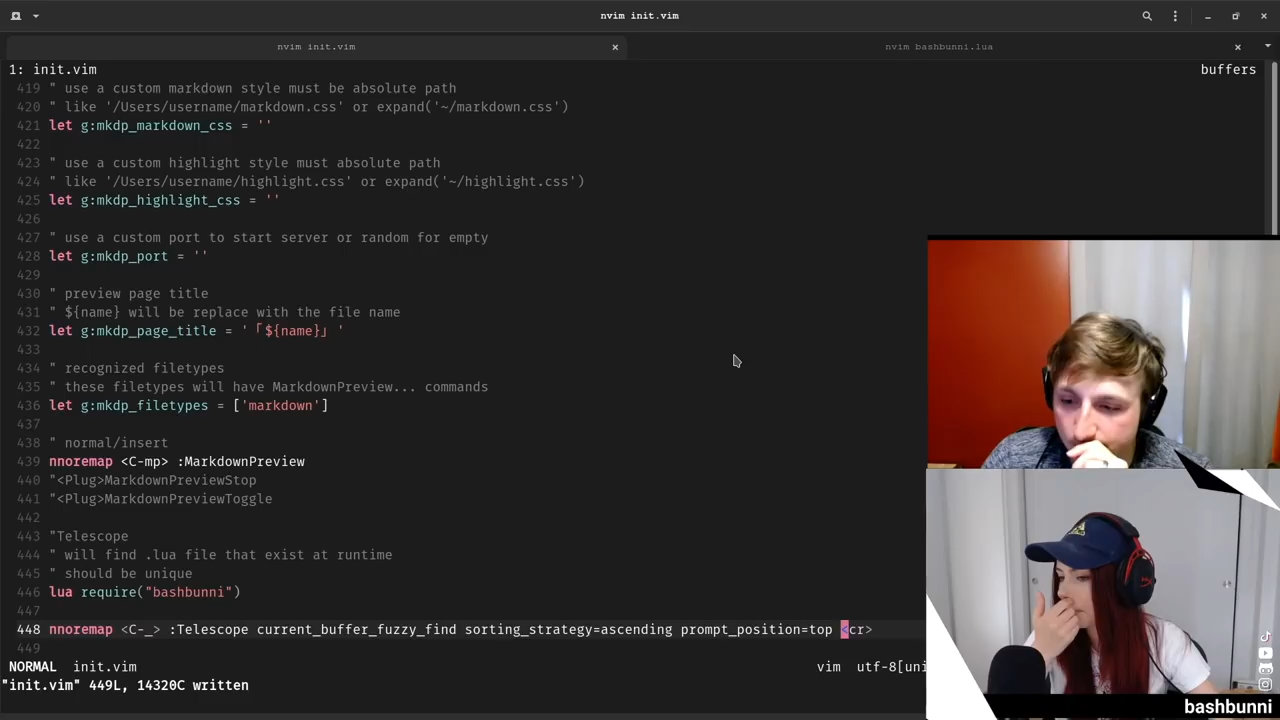 nvim init.vim
nvim init.vim
nvim bashbunni.lua
1: init.vim
buffers
419 " use a custom markdown style must be absolute path
420 " like '/Users/username/markdown.css' or expand('~/markdown.css')
421 let g:mkdp_markdown_css = ''
422
423 " use a custom highlight style must absolute path
424 " like '/Users/username/highlight.css' or expand('~/highlight.css')
425 let g:mkdp_highlight_css = ''
426
427 " use a custom port to start server or random for empty
428 let g:mkdp_port = ''
429
430 " preview page title
431 " ${name} will be replace with the file name
432 let g:mkdp_page_title = '「${name}」'
433
434 " recognized filetypes
435 " these filetypes will have MarkdownPreview... commands
436 let g:mkdp_filetypes = ['markdown']
437
438 " normal/insert
439 nnoremap <C-mp> :MarkdownPreview
440 "<Plug>MarkdownPreviewStop
441 "<Plug>MarkdownPreviewToggle
442
443 "Telescope
444 " will find .lua file that exist at runtime
445 " should be unique
446 lua require("bashbunni")
447
448 nnoremap <C-_> :Telescope current_buffer_fuzzy_find sorting_strategy=ascending prompt_position=top <cr>
449
NORMAL init.vim
vim utf-8[uni
"init.vim" 449L, 14320C written
bashbunni